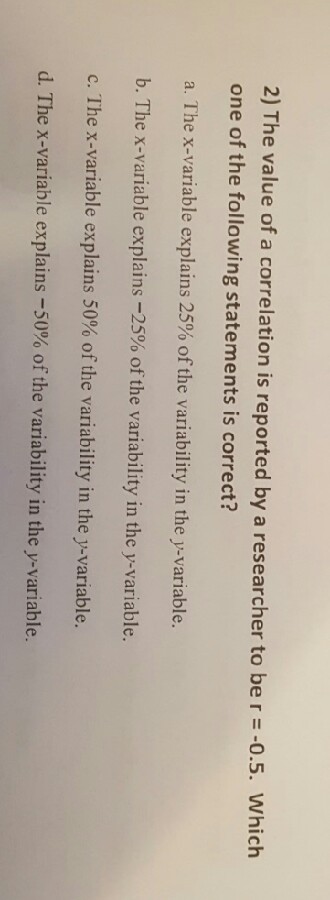 2) The value of a correlation is reported by a researcher to be r = -0.5. Which
one of the following statements is correct?
a. The x-variable explains 25% of the variability in the y-variable.
b. The x-variable explains −25% of the variability in the y-variable.
c. The x-variable explains 50% of the variability in the y-variable.
d. The x-variable explains −50% of the variability in the y-variable.